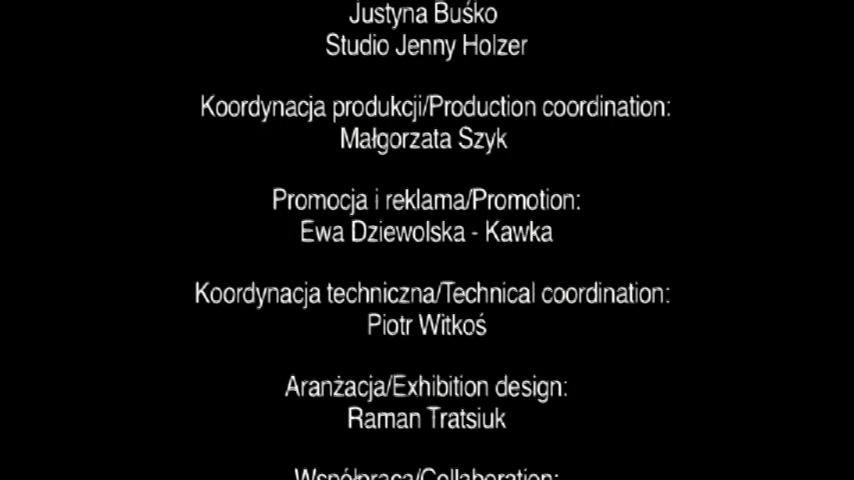 Justyna Buśko
Studio Jenny Holzer
Koordynacja produkcji/Production coordination:
Małgorzata Szyk
Promocja i reklama/Promotion:
Ewa Dziewolska - Kawka
Koordynacja techniczna/Technical coordination:
Piotr Witkoś
Aranżacja/Exhibition design:
Raman Tratsiuk
Współpraca/Collaboration: